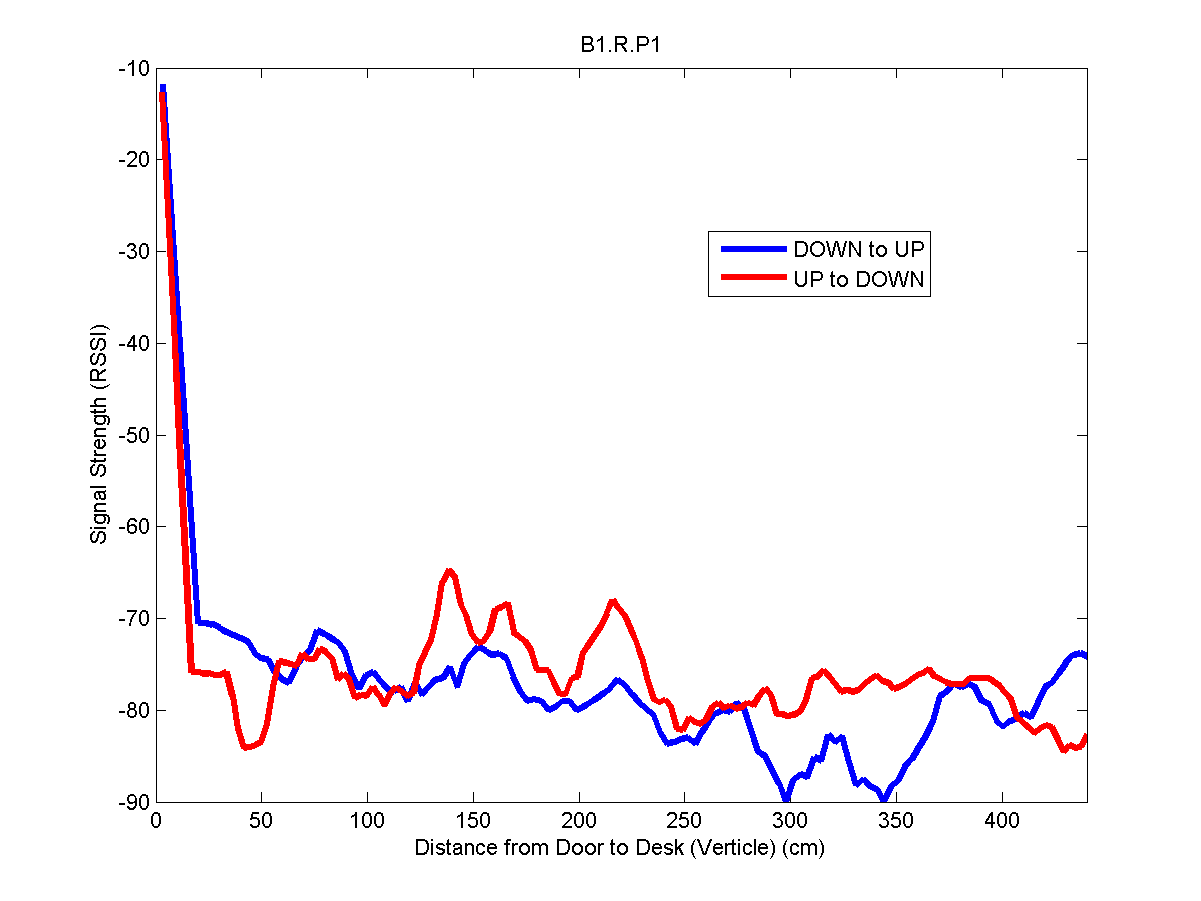 B1.R.P1
-10
-20
-30
-40
-50
-60
-70
-80
-90
Signal Strength (RSSI)
DOWN to UP
UP to DOWN
0 50 100 150 200 250 300 350 400
Distance from Door to Desk (Verticle) (cm)